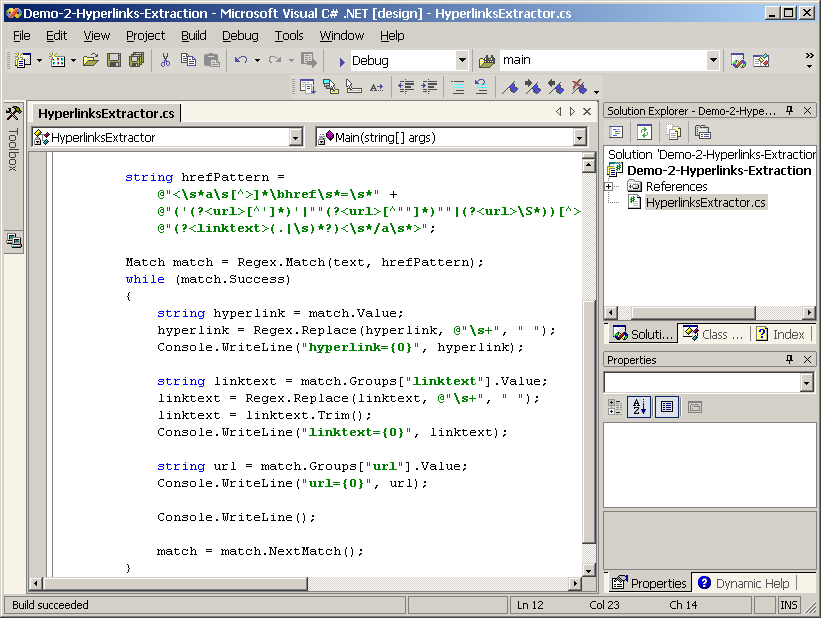 Demo-2-Hyperlinks-Extraction - Microsoft Visual C# .NET [design] - HyperlinksExtractor.cs
File Edit View Project Build Debug Tools Window Help
Debug main
HyperlinksExtractor.cs
HyperlinksExtractor Main(string[] args)
Toolbox
string hrefPattern =
@"<\s*a\s[^>]*\bhref\s*=\s*" +
@"('(?<url>[^']*)'|""(?<url>[^""]*)""|(?<url>\S*))[^>
@"(?<linktext>(.|\s)*?)<\s*/a\s*>";
Match match = Regex.Match(text, hrefPattern);
while (match.Success)
{
string hyperlink = match.Value;
hyperlink = Regex.Replace(hyperlink, @"\s+", " ");
Console.WriteLine("hyperlink={0}", hyperlink);
string linktext = match.Groups["linktext"].Value;
linktext = Regex.Replace(linktext, @"\s+", " ");
linktext = linktext.Trim();
Console.WriteLine("linktext={0}", linktext);
string url = match.Groups["url"].Value;
Console.WriteLine("url={0}", url);
Console.WriteLine();
match = match.NextMatch();
}
Solution Explorer - Demo-2-Hype...
Solution 'Demo-2-Hyperlinks-Extraction
Demo-2-Hyperlinks-Extraction
References
HyperlinksExtractor.cs
Soluti... Class ... Index
Properties
Properties Dynamic Help
Build succeeded Ln 12 Col 23 Ch 14 INS